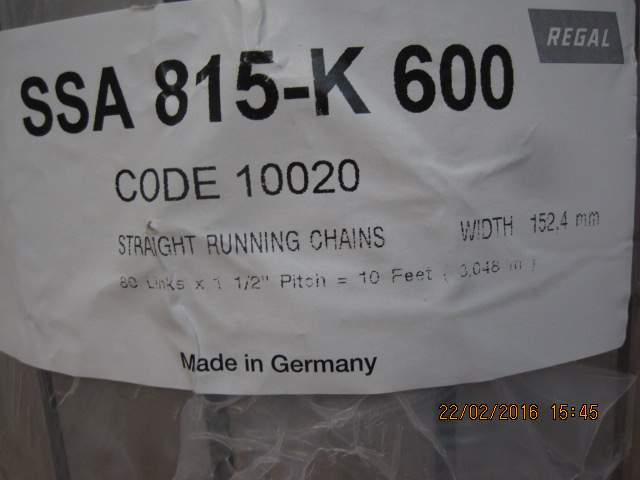 REGAL
SSA 815-K 600
CODE 10020
STRAIGHT RUNNING CHAINS WIDTH 152,4 mm
80 Links x 1 1/2" Pitch = 10 Feet ( 3,048 m )
Made in Germany
22/02/2016 15:45